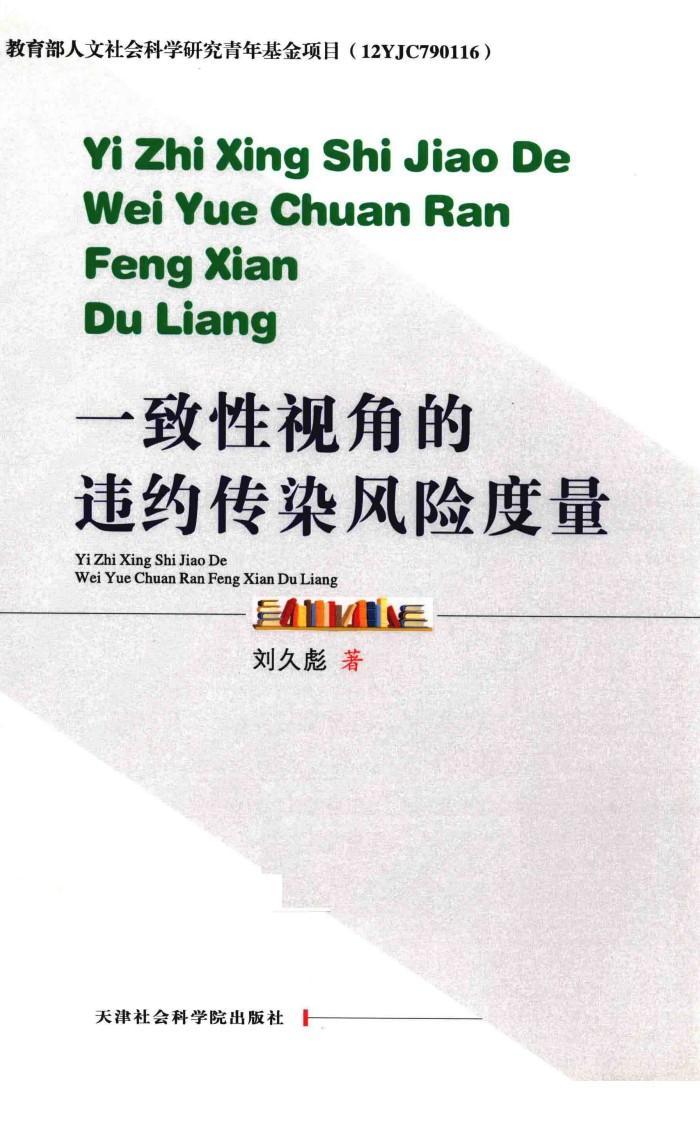 教育部人文社会科学研究青年基金项目（12YJC790116）
Yi Zhi Xing Shi Jiao De
Wei Yue Chuan Ran
Feng Xian
Du Liang
一致性视角的
违约传染风险度量
Yi Zhi Xing Shi Jiao De
Wei Yue Chuan Ran Feng Xian Du Liang
刘久彪 著
天津社会科学院出版社